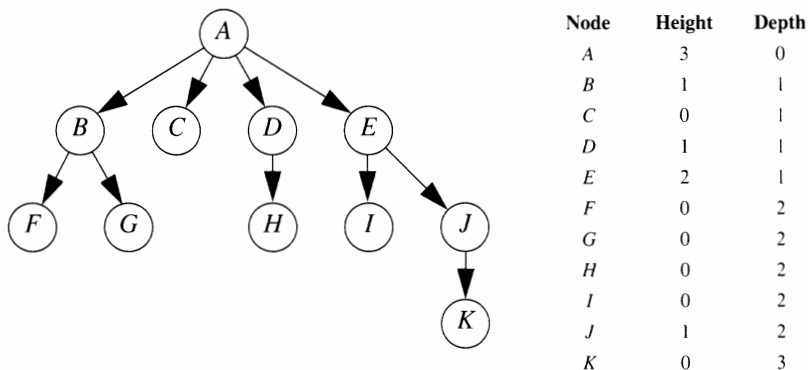 A
B C D E
F G H I J
K
Node Height Depth
A 3 0
B 1 1
C 0 1
D 1 1
E 2 1
F 0 2
G 0 2
H 0 2
I 0 2
J 1 2
K 0 3